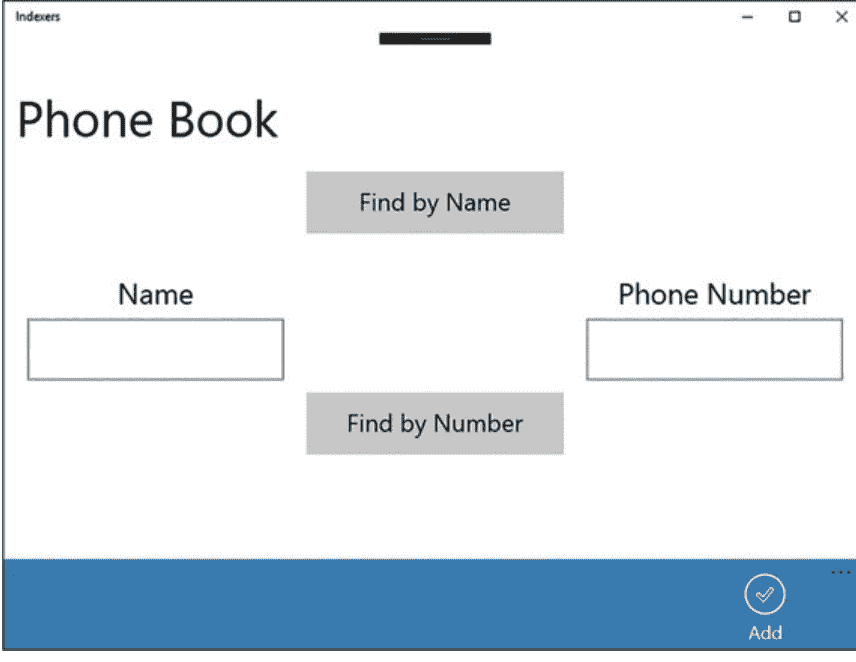 Indexers
Phone Book
Find by Name
Name
Phone Number
Find by Number
...
Add